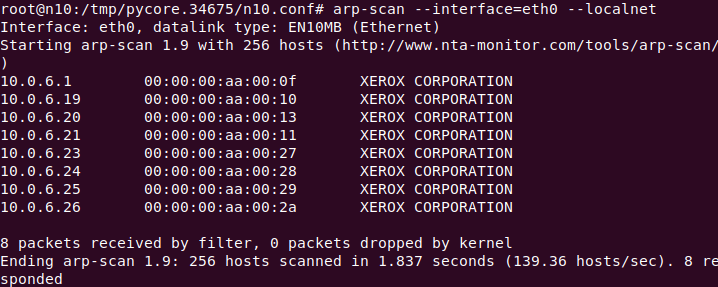 root@n10:/tmp/pycore.34675/n10.conf# arp-scan --interface=eth0 --localnet
Interface: eth0, datalink type: EN10MB (Ethernet)
Starting arp-scan 1.9 with 256 hosts (http://www.nta-monitor.com/tools/arp-scan/
)
10.0.6.1 00:00:00:aa:00:0f XEROX CORPORATION
10.0.6.19 00:00:00:aa:00:10 XEROX CORPORATION
10.0.6.20 00:00:00:aa:00:13 XEROX CORPORATION
10.0.6.21 00:00:00:aa:00:11 XEROX CORPORATION
10.0.6.23 00:00:00:aa:00:27 XEROX CORPORATION
10.0.6.24 00:00:00:aa:00:28 XEROX CORPORATION
10.0.6.25 00:00:00:aa:00:29 XEROX CORPORATION
10.0.6.26 00:00:00:aa:00:2a XEROX CORPORATION
8 packets received by filter, 0 packets dropped by kernel
Ending arp-scan 1.9: 256 hosts scanned in 1.837 seconds (139.36 hosts/sec). 8 re
sponded